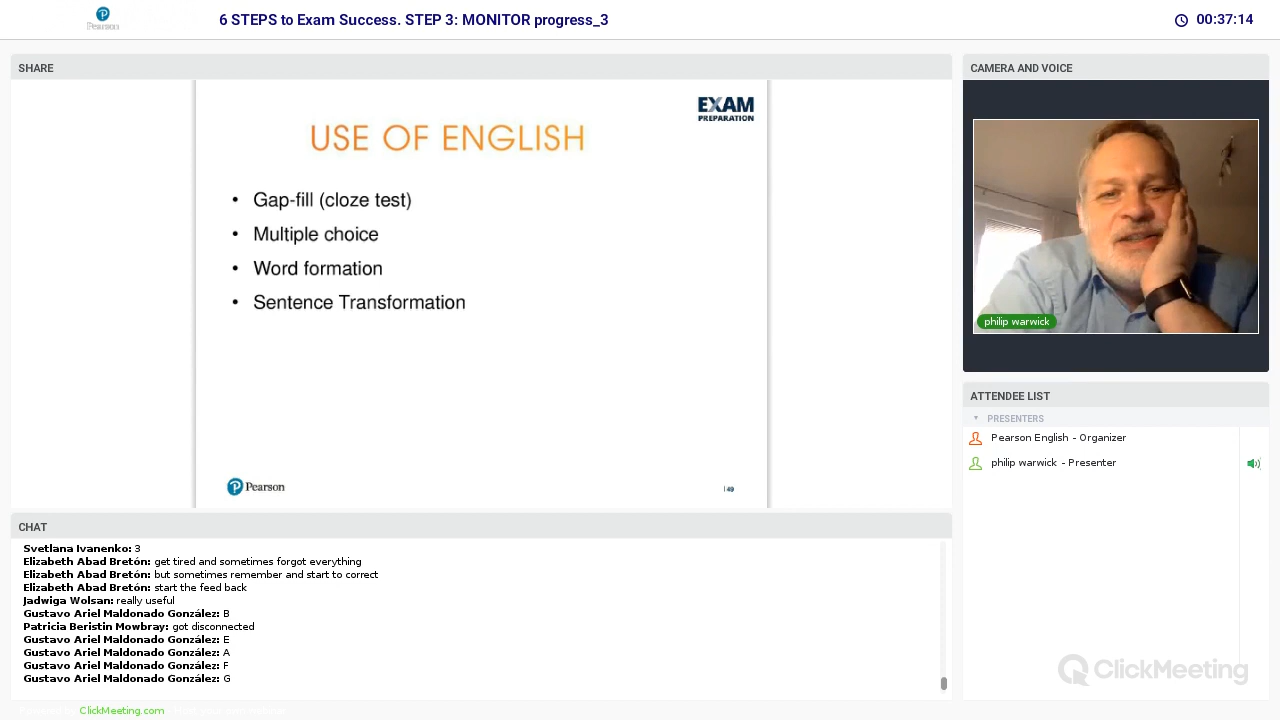 Pearson
6 STEPS to Exam Success. STEP 3: MONITOR progress_3
00:37:14
SHARE
EXAM
PREPARATION
USE OF ENGLISH
• Gap-fill (cloze test)
• Multiple choice
• Word formation
• Sentence Transformation
Pearson
| 49
CAMERA AND VOICE
philip warwick
ATTENDEE LIST
PRESENTERS
Pearson English - Organizer
philip warwick - Presenter
CHAT
Svetlana Ivanenko: 3
Elizabeth Abad Bretón: get tired and sometimes forgot everything
Elizabeth Abad Bretón: but sometimes remember and start to correct
Elizabeth Abad Bretón: start the feed back
Jadwiga Wolsan: really useful
Gustavo Ariel Maldonado González: B
Patricia Beristin Mowbray: got disconnected
Gustavo Ariel Maldonado González: E
Gustavo Ariel Maldonado González: A
Gustavo Ariel Maldonado González: F
Gustavo Ariel Maldonado González: G
ClickMeeting
ClickMeeting.com